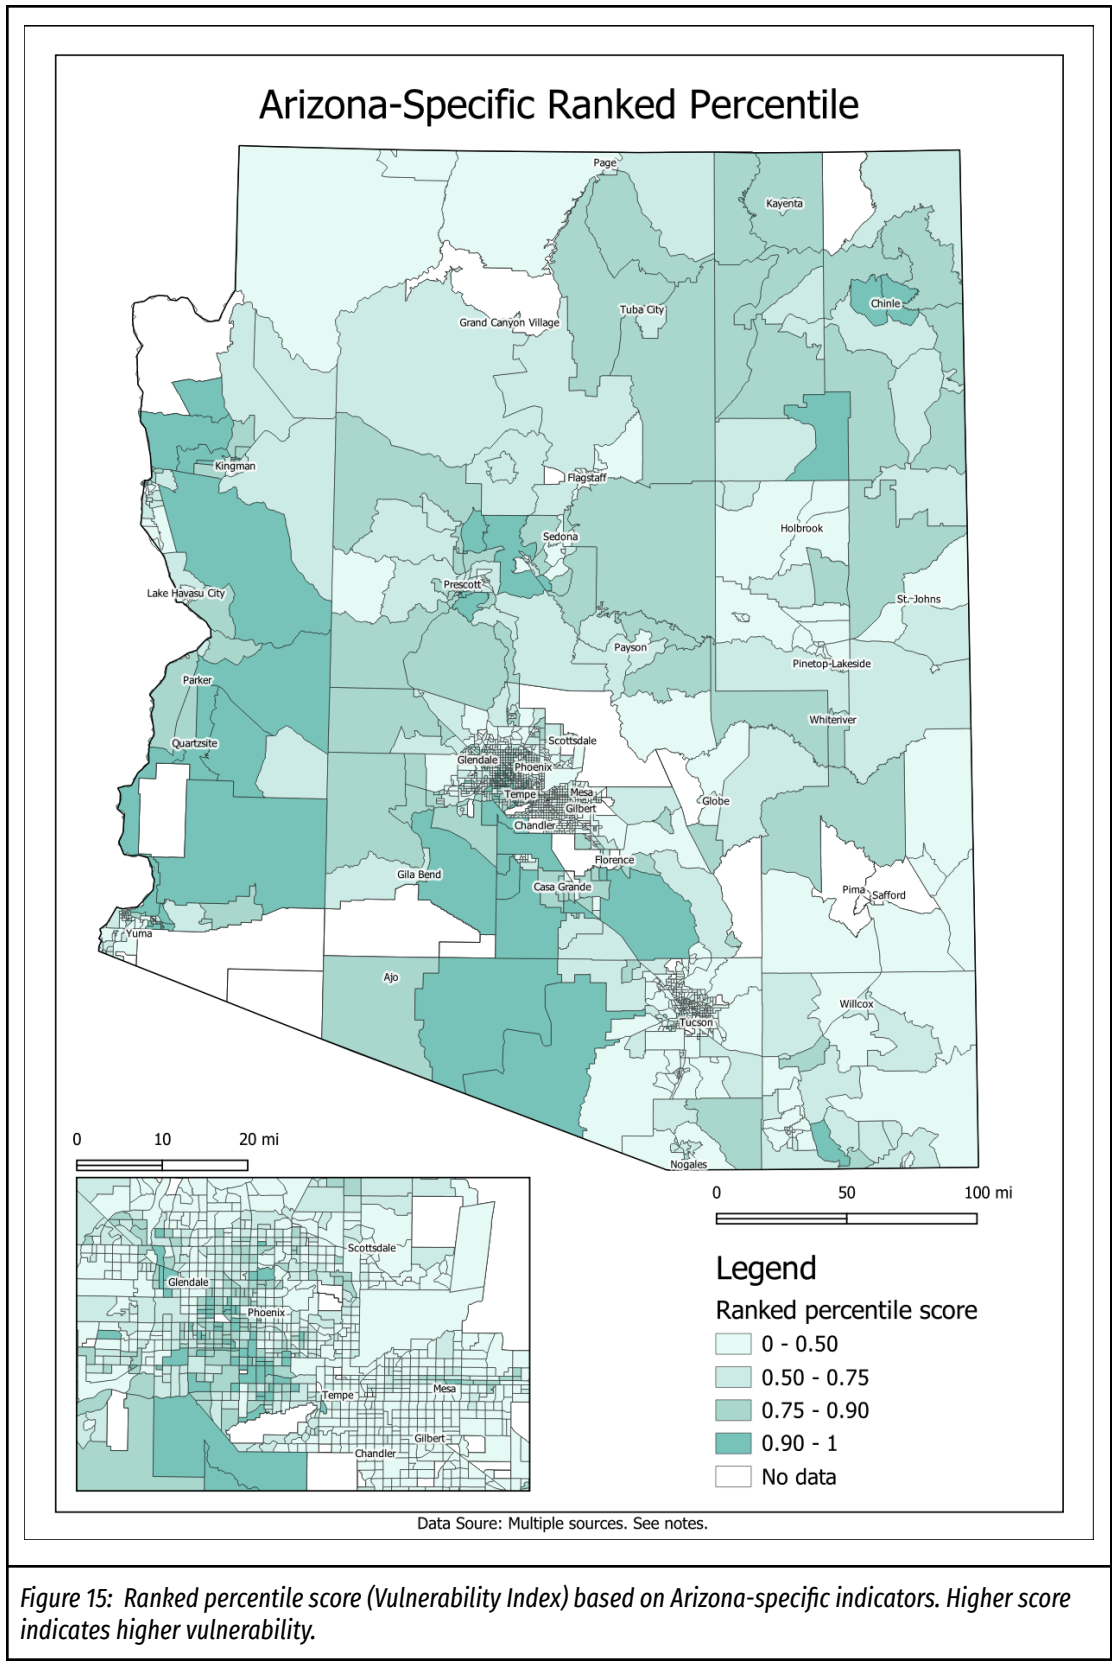 Arizona-Specific Ranked Percentile
Page
Kayenta
Chinle
Tuba City
Grand Canyon Village
Kingman
Flagstaff
Holbrook
Sedona
Prescott
Lake Havasu City
St. Johns
Payson
Pinetop-Lakeside
Parker
Whiteriver
Quartzsite
Scottsdale
Glendale
Phoenix
Mesa
Tempe
Globe
Gilbert
Chandler
Florence
Gila Bend
Casa Grande
Pima
Safford
Yuma
Ajo
Willcox
Tucson
Nogales
0 10 20 mi
0 50 100 mi
Scottsdale
Glendale
Phoenix
Mesa
Tempe
Gilbert
Chandler
Legend
Ranked percentile score
0 - 0.50
0.50 - 0.75
0.75 - 0.90
0.90 - 1
No data
Data Soure: Multiple sources. See notes.
Figure 15: Ranked percentile score (Vulnerability Index) based on Arizona-specific indicators. Higher score
indicates higher vulnerability.